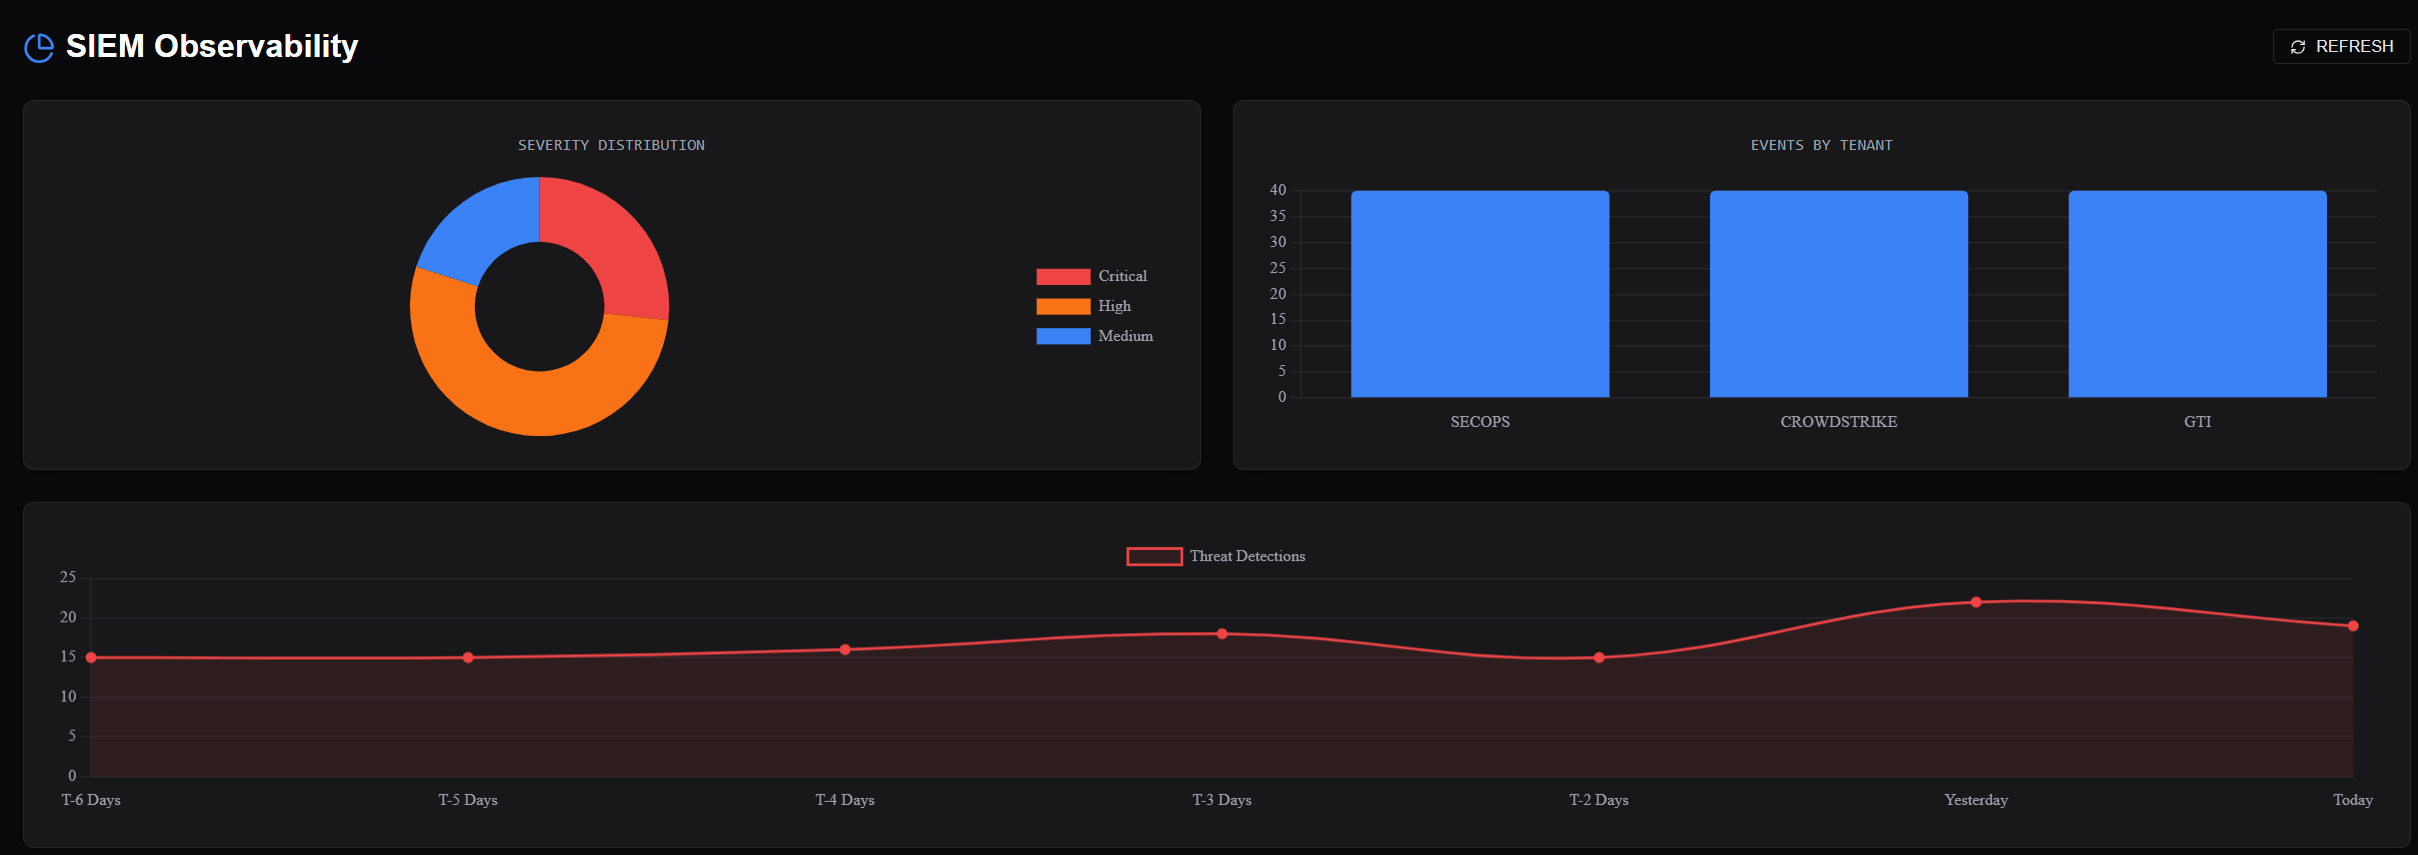 SIEM Observability
REFRESH
SEVERITY DISTRIBUTION
Critical
High
Medium
EVENTS BY TENANT
40
35
30
25
20
15
10
5
0
SECOPS CROWDSTRIKE GTI
Threat Detections
25
20
15
10
5
0
T-6 Days T-5 Days T-4 Days T-3 Days T-2 Days Yesterday Today